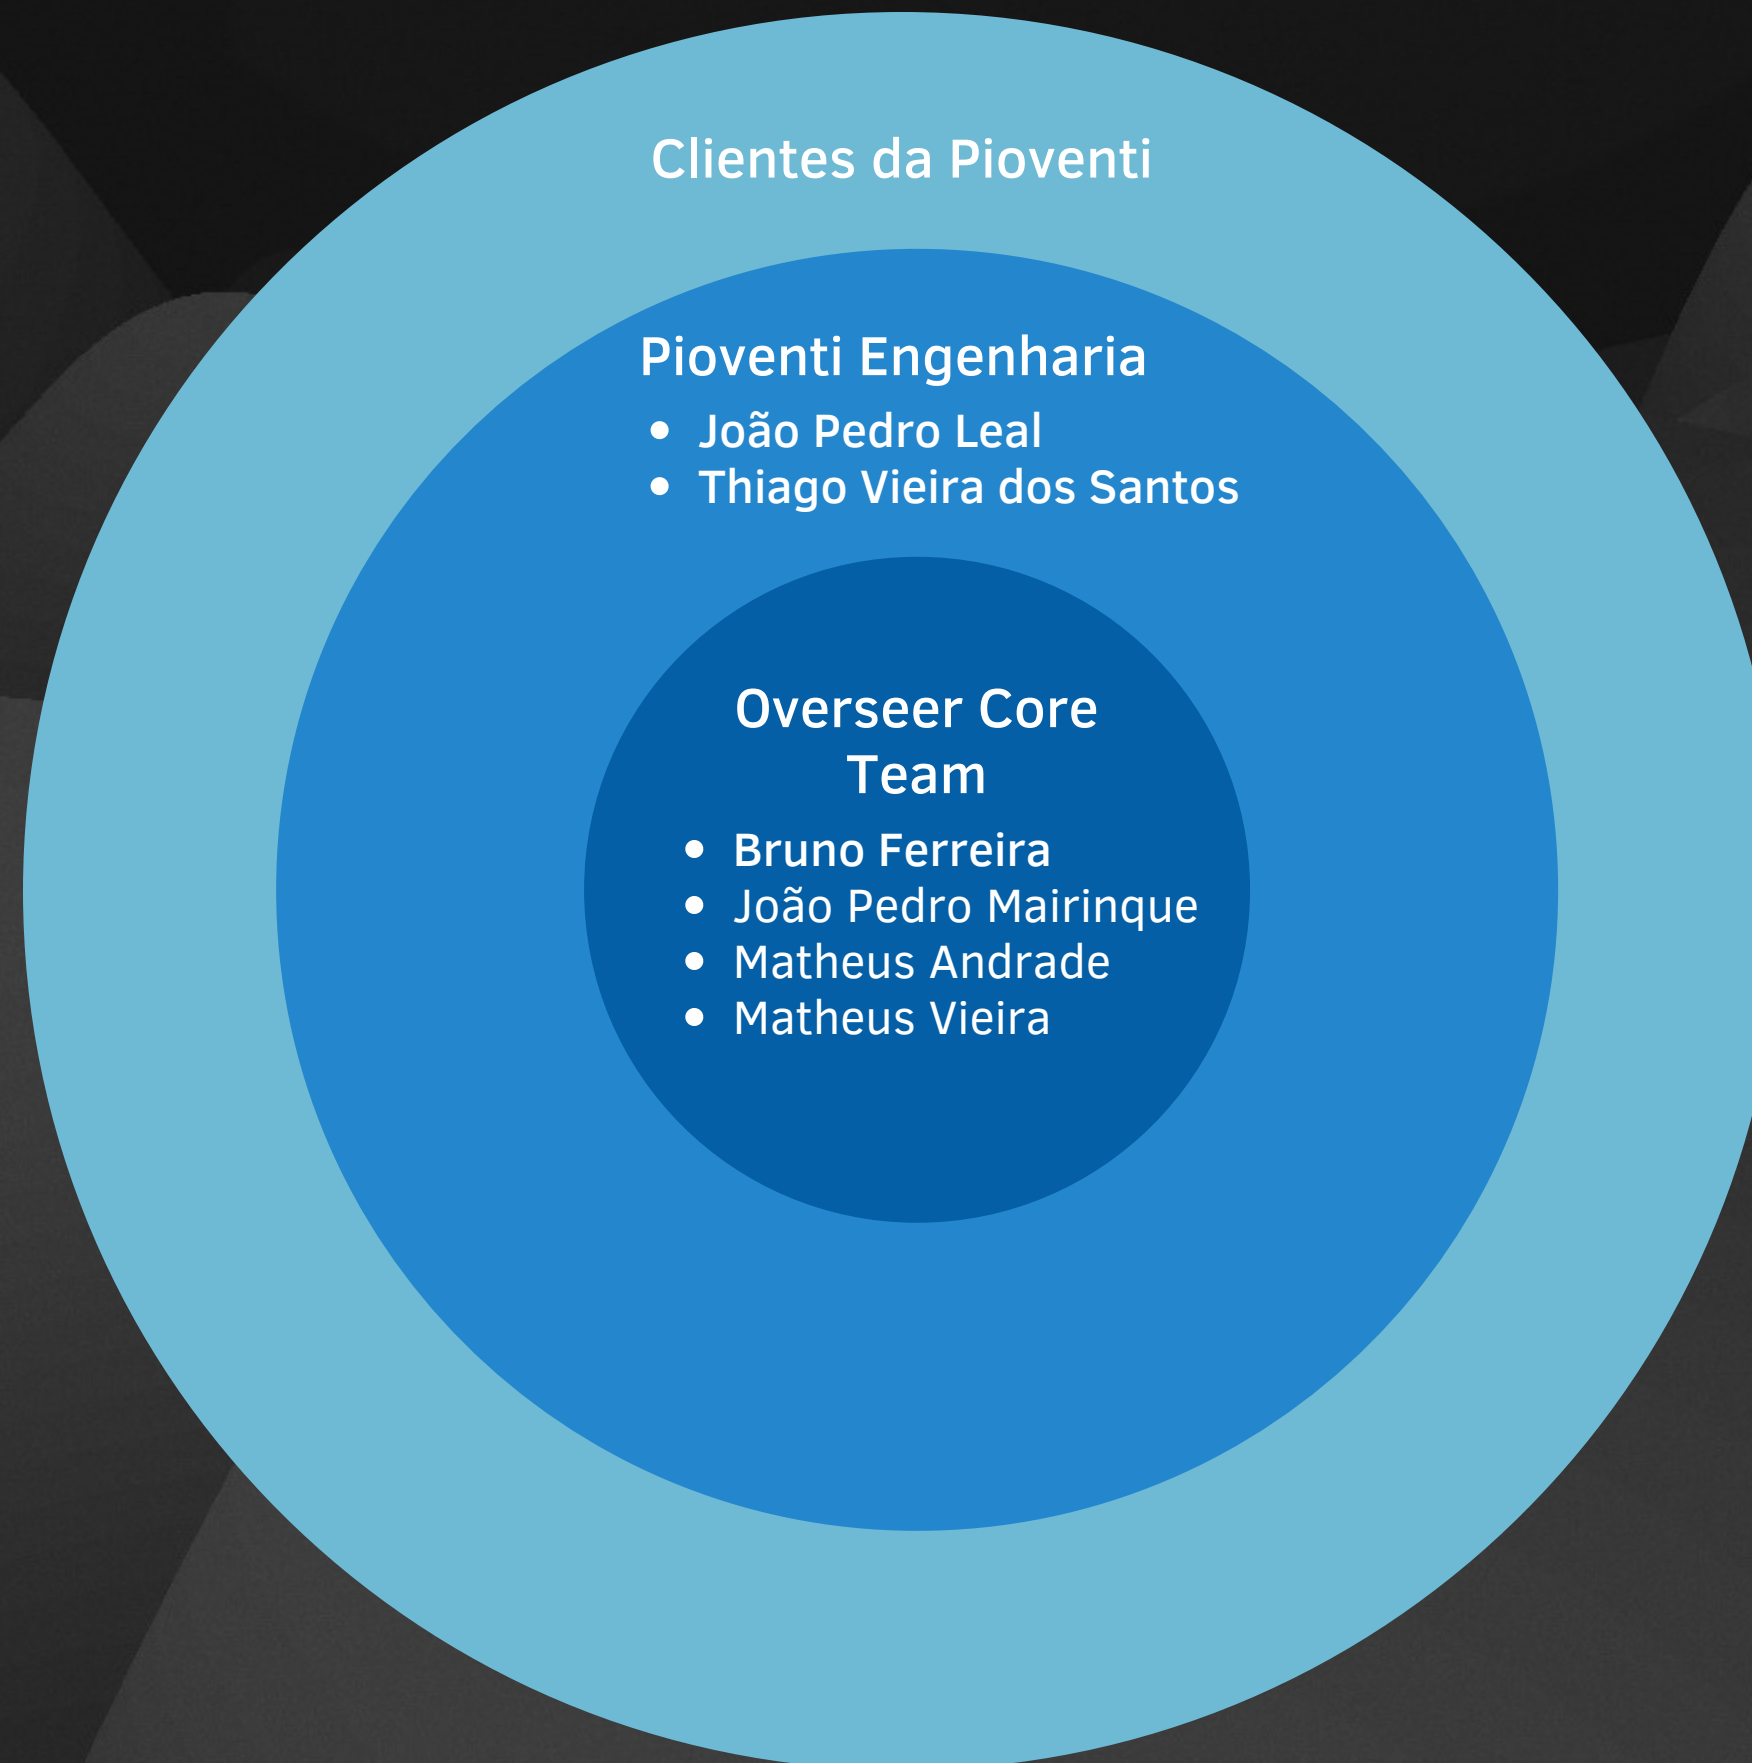 Clientes da Pioventi
Pioventi Engenharia
• João Pedro Leal
• Thiago Vieira dos Santos
Overseer Core
Team
• Bruno Ferreira
• João Pedro Mairinque
• Matheus Andrade
• Matheus Vieira